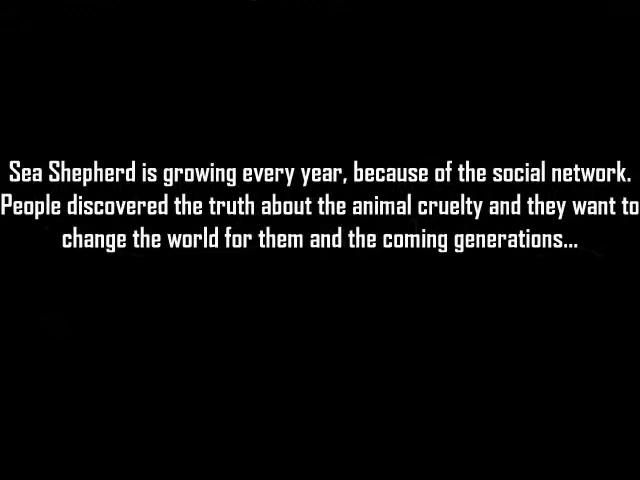 Sea Shepherd is growing every year, because of the social network.
People discovered the truth about the animal cruelty and they want to
change the world for them and the coming generations...